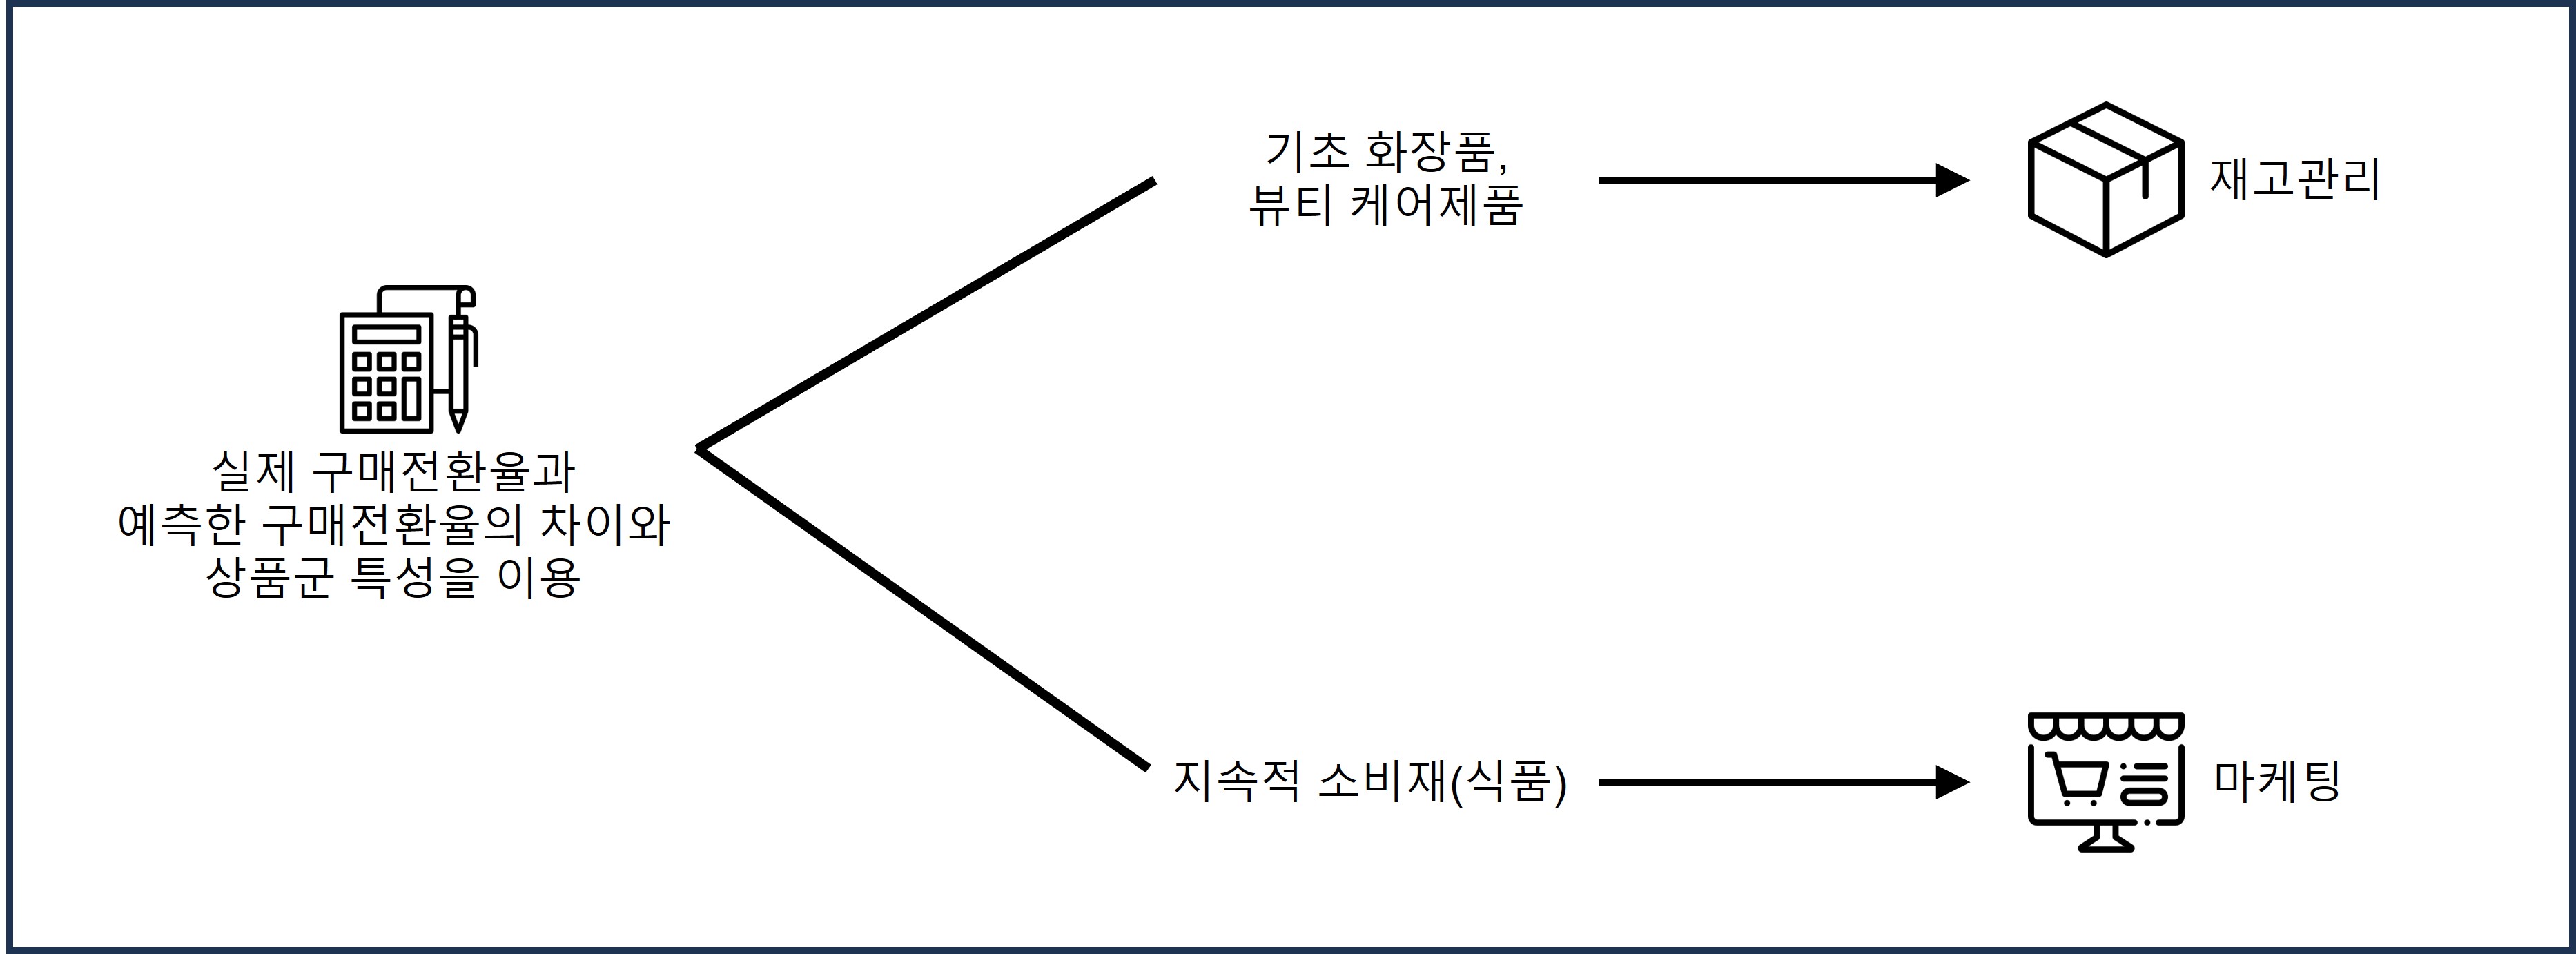 실제 구매전환율과
예측한 구매전환율의 차이와
상품군 특성을 이용
기초 화장품,
뷰티 케어제품
재고관리
지속적 소비재(식품)
마케팅